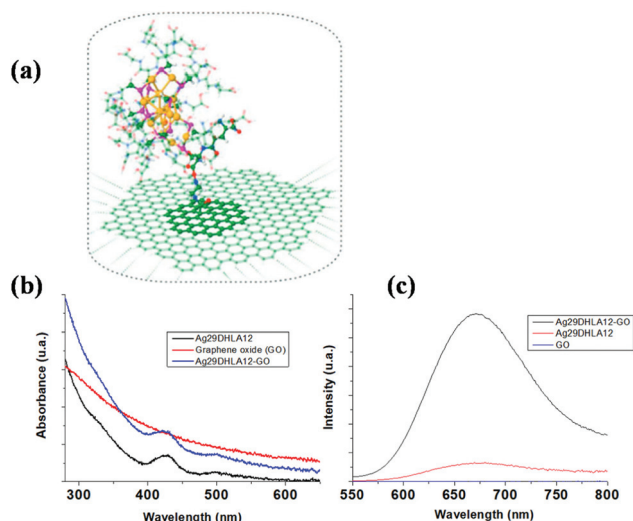 (a)
(b)
(c)
Ag29DHLA12
Graphene oxide (GO)
Ag29DHLA12-GO
Absorbance (u.a.)
300
400
500
600
Wavelength (nm)
Ag29DHLA12-GO
Ag29DHLA12
GO
Intensity (u.a.)
550
600
650
700
750
800
Wavelength (nm)